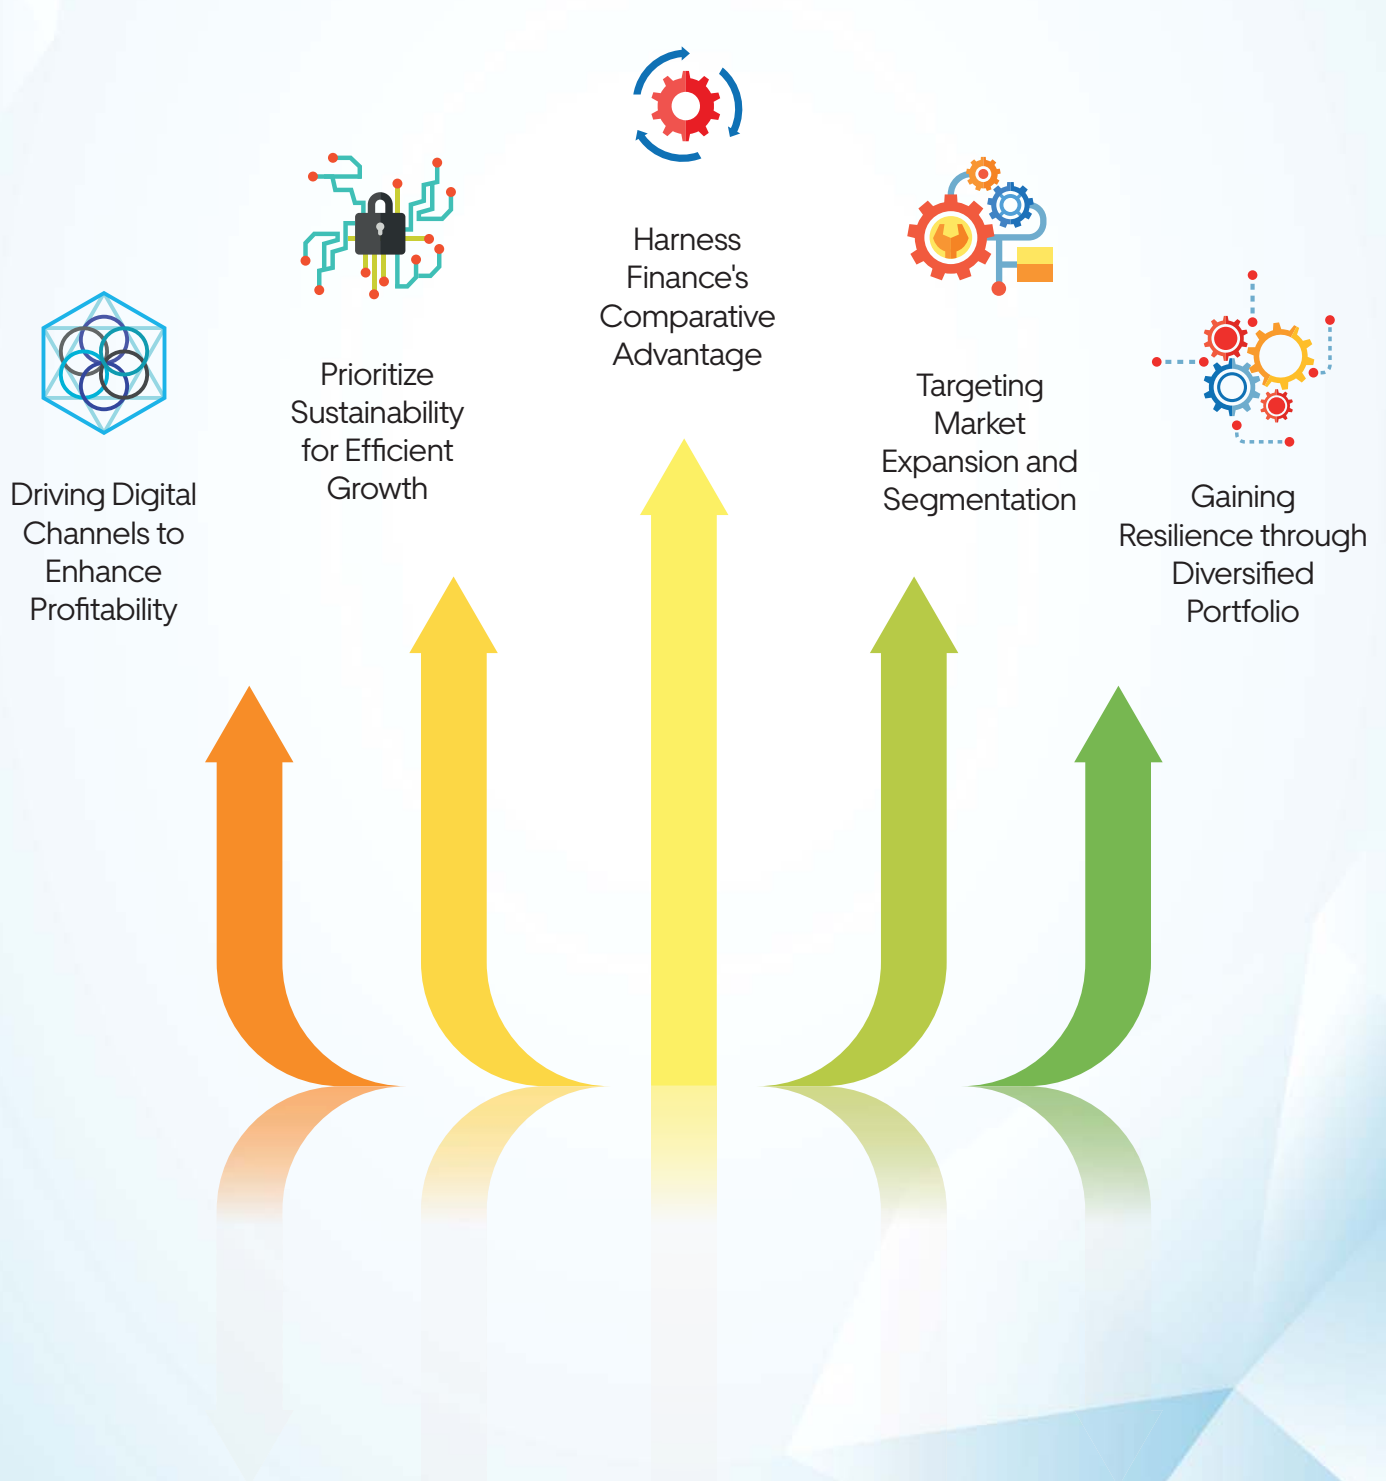 Driving Digital
Channels to
Enhance
Profitability
Prioritize
Sustainability
for Efficient
Growth
Harness
Finance's
Comparative
Advantage
Targeting
Market
Expansion and
Segmentation
Gaining
Resilience through
Diversified
Portfolio